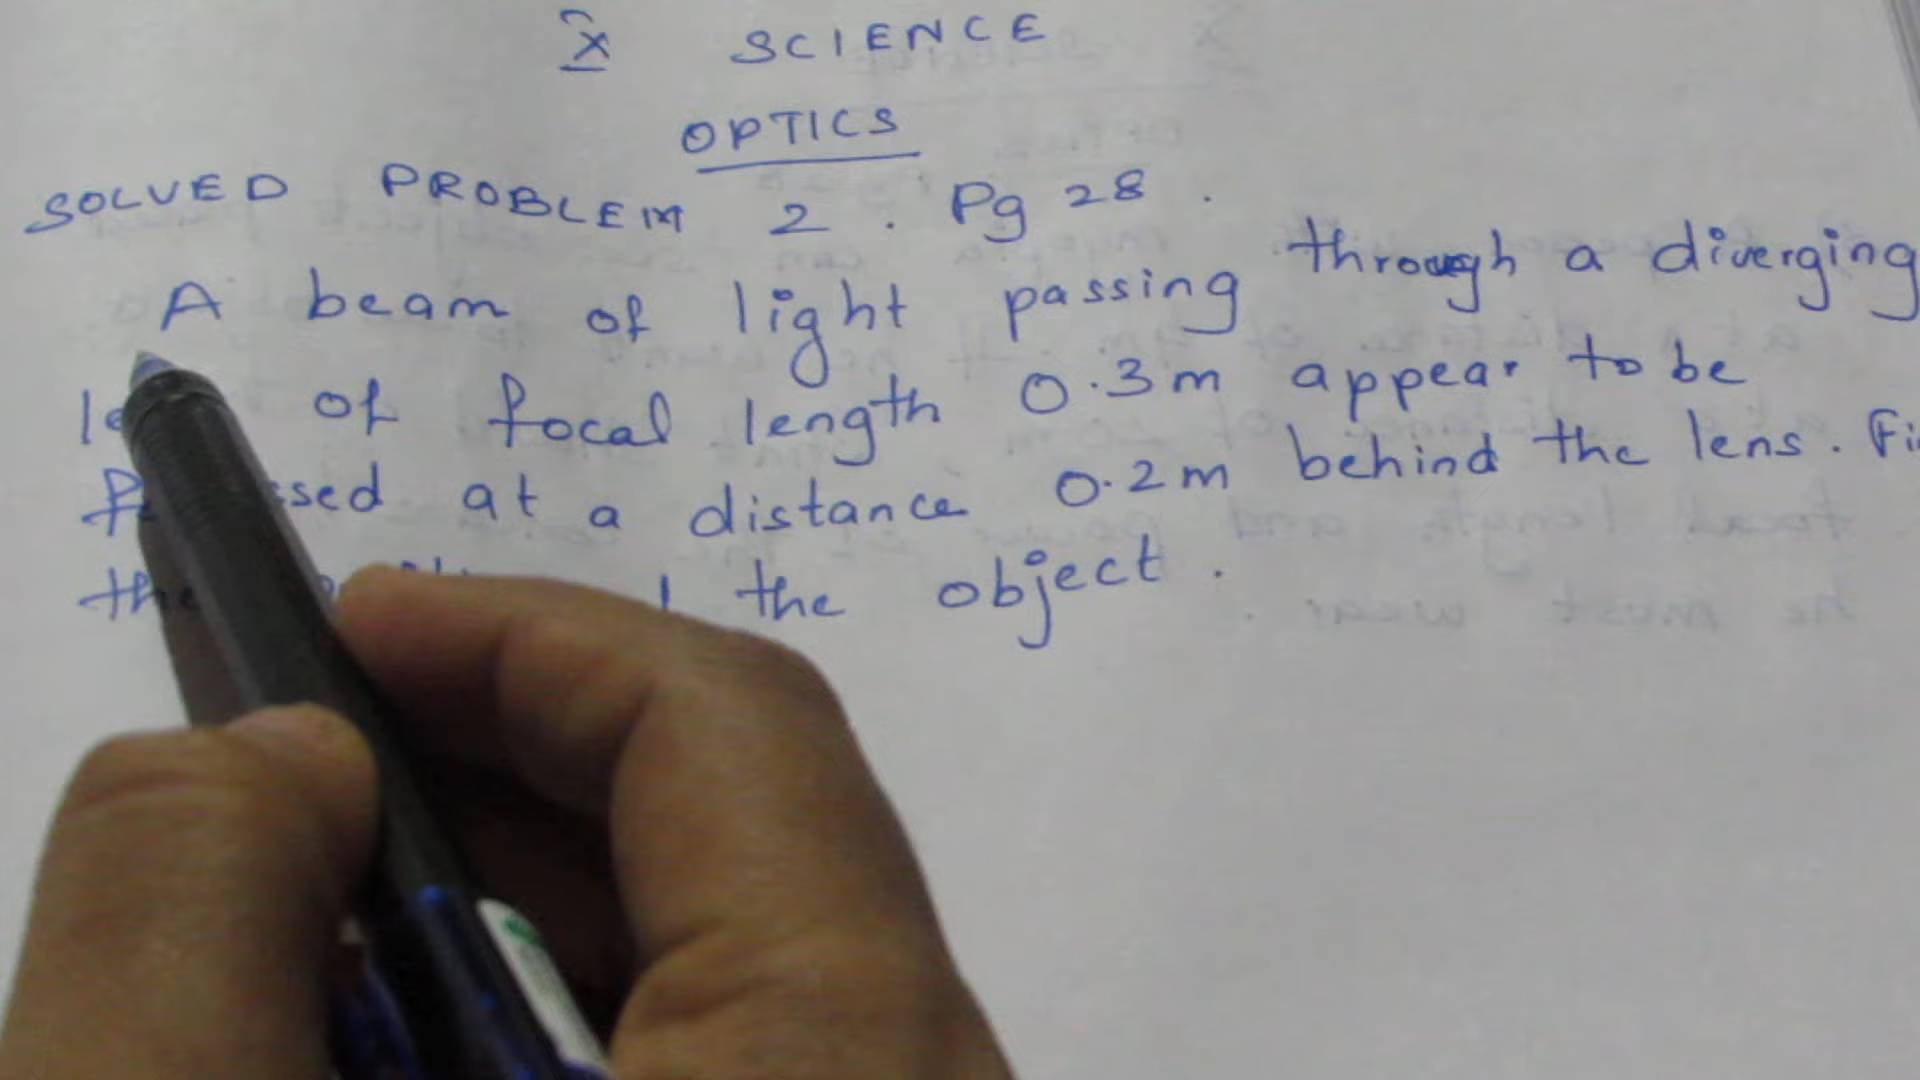 X SCIENCE
OPTICS
SOLVED PROBLEM 2. Pg 28.
A beam of light passing through a diverging
of focal length 0.3m appear to be
at a distance 0.2m behind the lens.
the object.